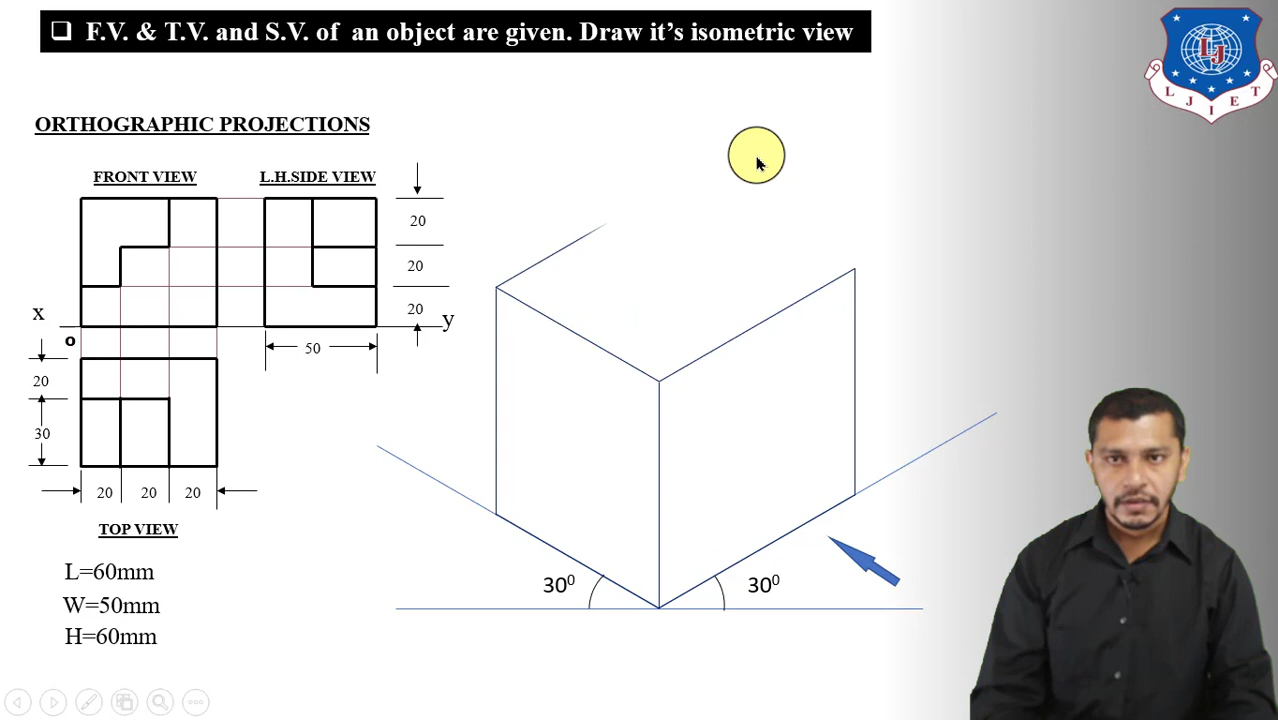 ❑ F.V. & T.V. and S.V. of an object are given. Draw it's isometric view
L J I E T
LJ
ORTHOGRAPHIC PROJECTIONS
FRONT VIEW
L.H.SIDE VIEW
20
20
20
x
y
o
50
20
30
20 20 20
TOP VIEW
L=60mm
W=50mm
H=60mm
30⁰
30⁰